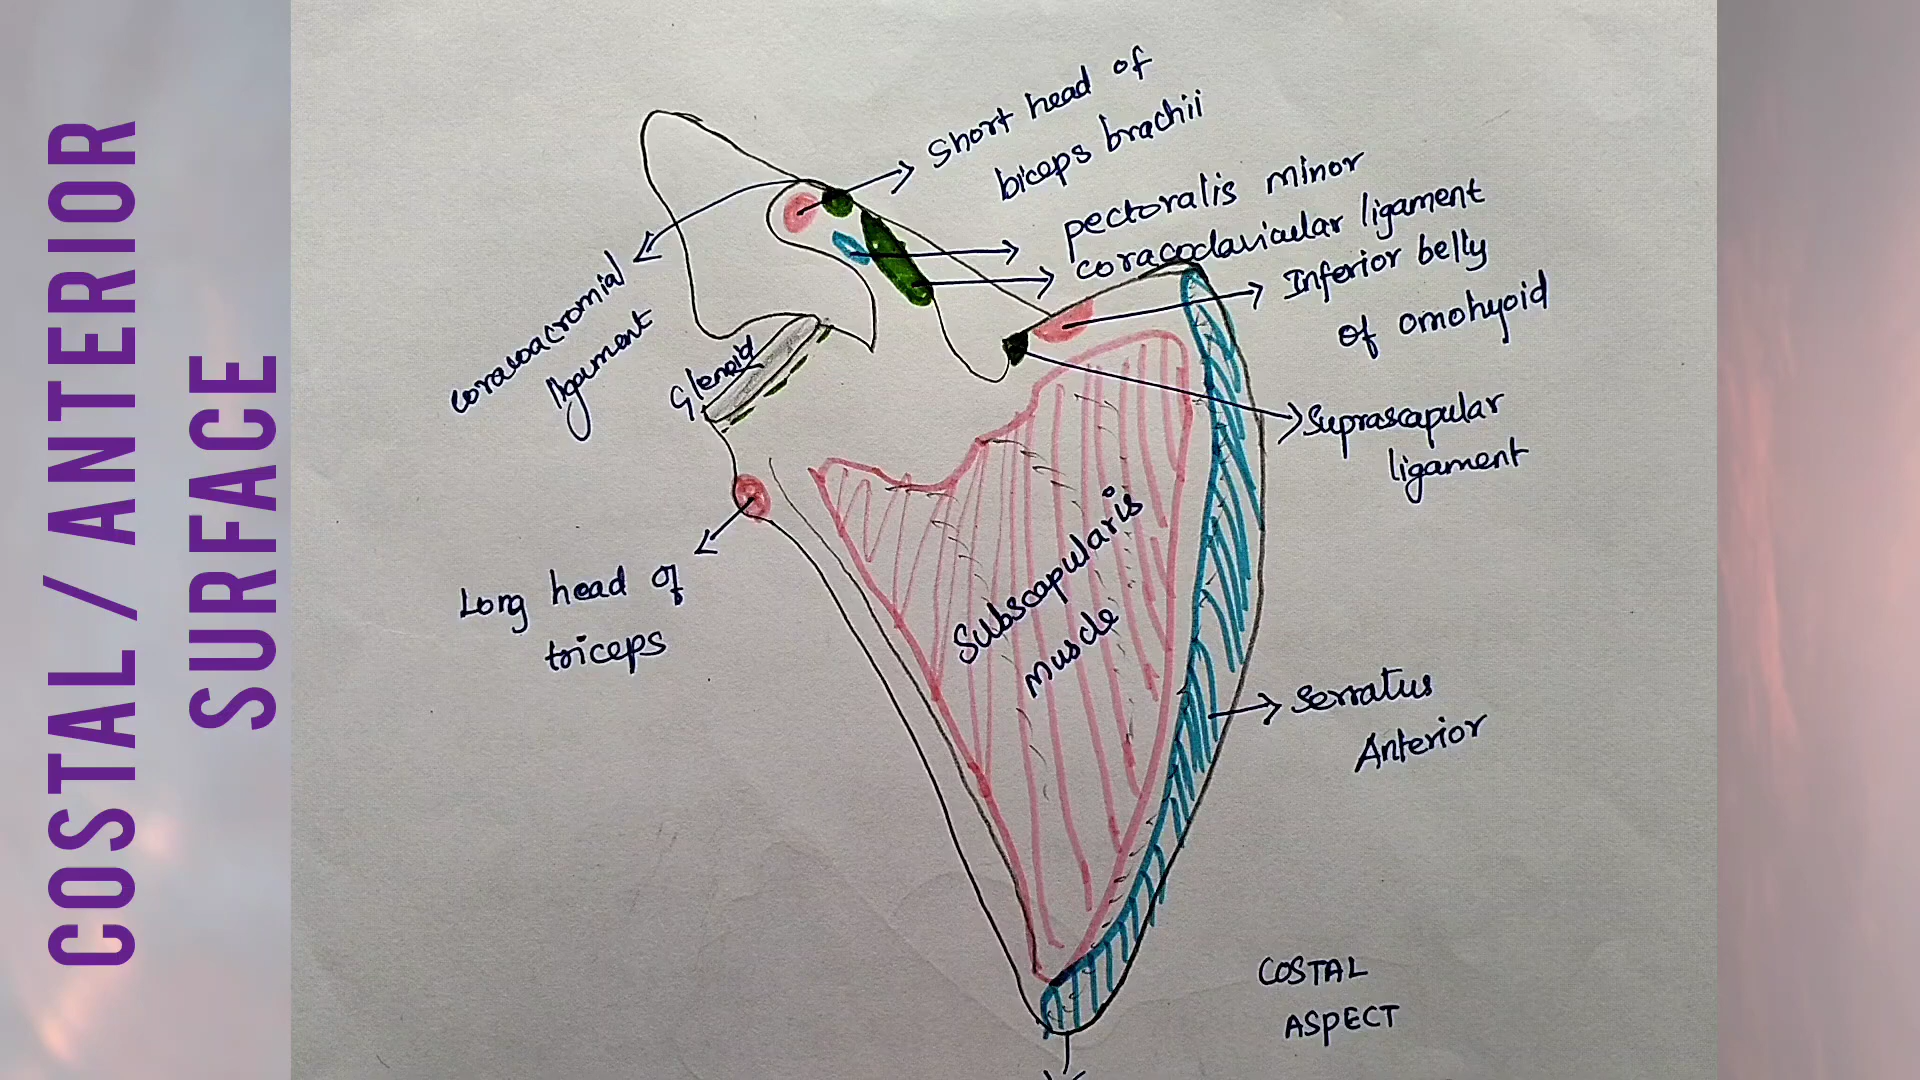 COSTAL / ANTERIOR
SURFACE
Short head of
biceps brachii
pectoralis minor
coracoclavicular ligament
Inferior belly
of omohyoid
coracoacromial
ligament
Glenoid
Suprascapular
ligament
Long head of
triceps
Subscapularis
muscle
Serratus
Anterior
COSTAL
ASPECT